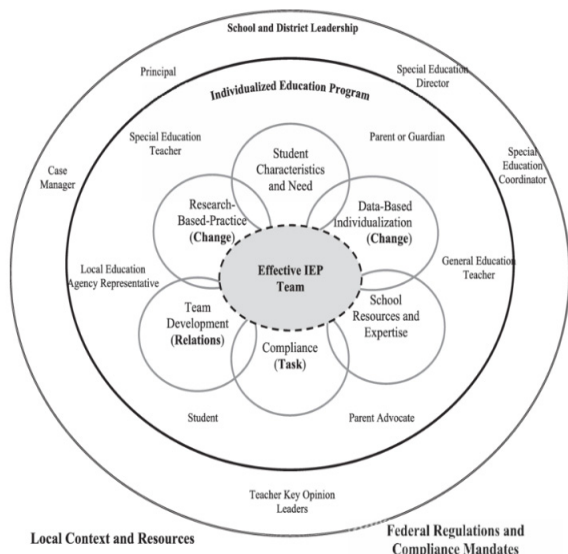 School and District Leadership
Principal
Special Education
Director
Individualized Education Program
Special Education
Teacher
Parent or Guardian
Case
Manager
Special
Education
Coordinator
Student
Characteristics
and Need
Research-
Based-Practice
(Change)
Data-Based
Individualization
(Change)
Local Education
Agency Representative
Effective IEP
Team
General Education
Teacher
Team
Development
(Relations)
School
Resources and
Expertise
Compliance
(Task)
Student
Parent Advocate
Teacher Key Opinion
Leaders
Local Context and Resources
Federal Regulations and
Compliance Mandates